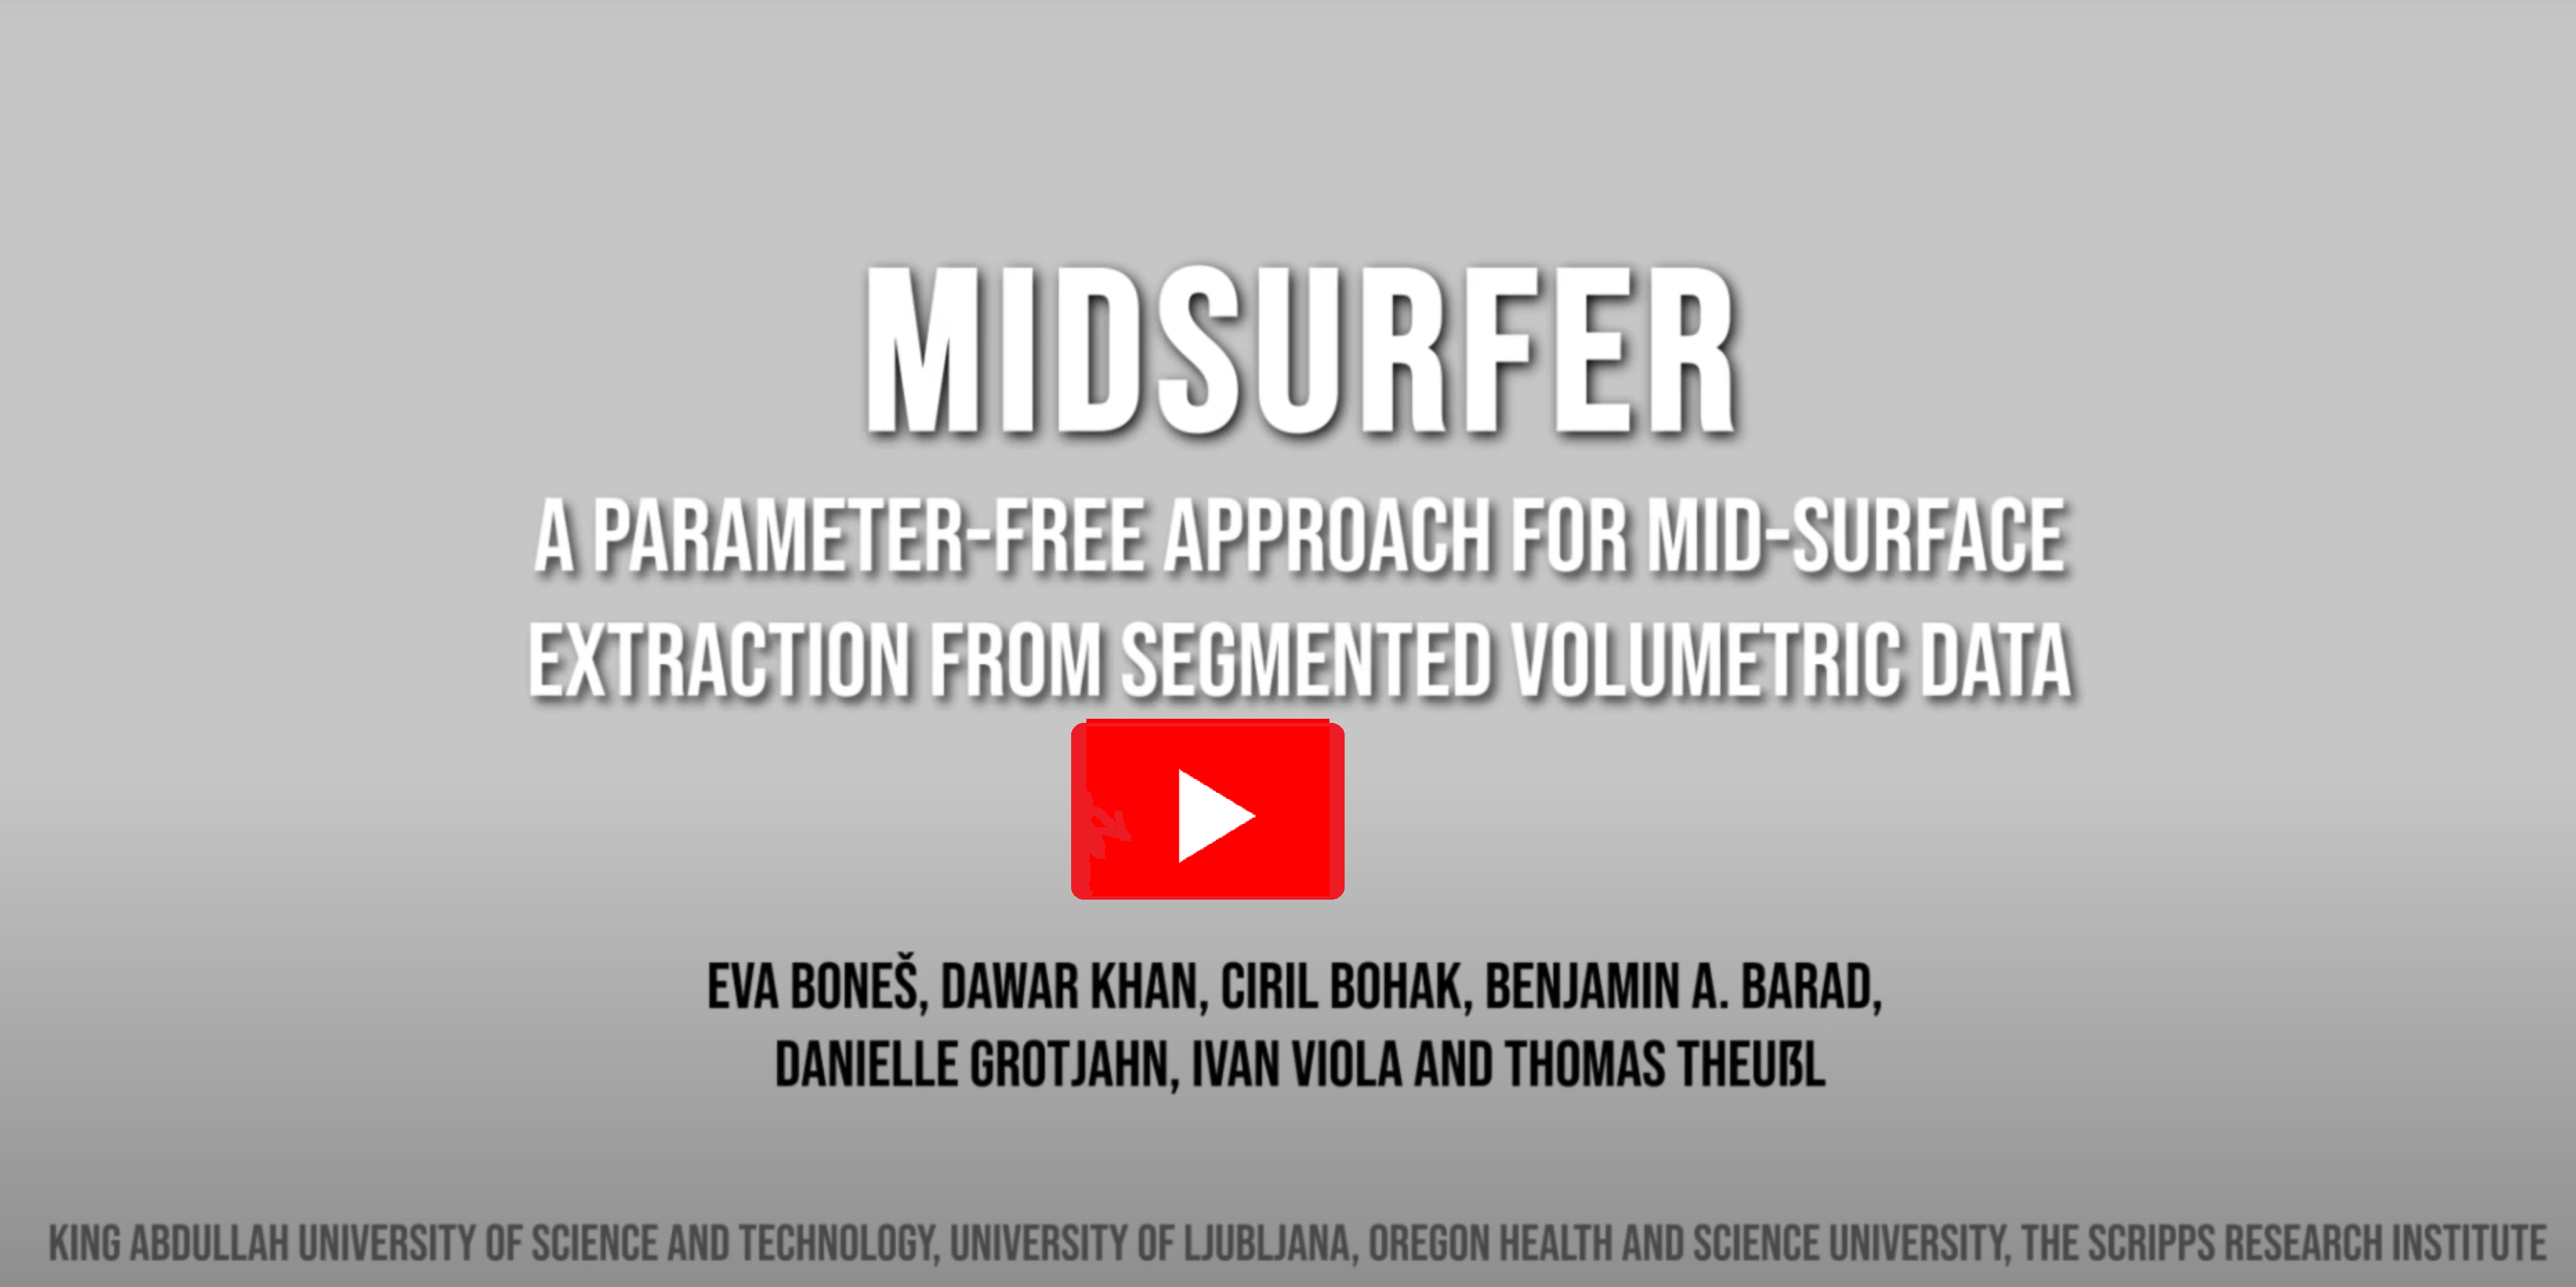 MIDSURFER
A PARAMETER-FREE APPROACH FOR MID-SURFACE
EXTRACTION FROM SEGMENTED VOLUMETRIC DATA
EVA BONEŠ, DAWAR KHAN, CIRIL BOHAK, BENJAMIN A. BARAD,
DANIELLE GROTJAHN, IVAN VIOLA AND THOMAS THEUßL
KING ABDULLAH UNIVERSITY OF SCIENCE AND TECHNOLOGY, UNIVERSITY OF LJUBLJANA, OREGON HEALTH AND SCIENCE UNIVERSITY, THE SCRIPPS RESEARCH INSTITUTE